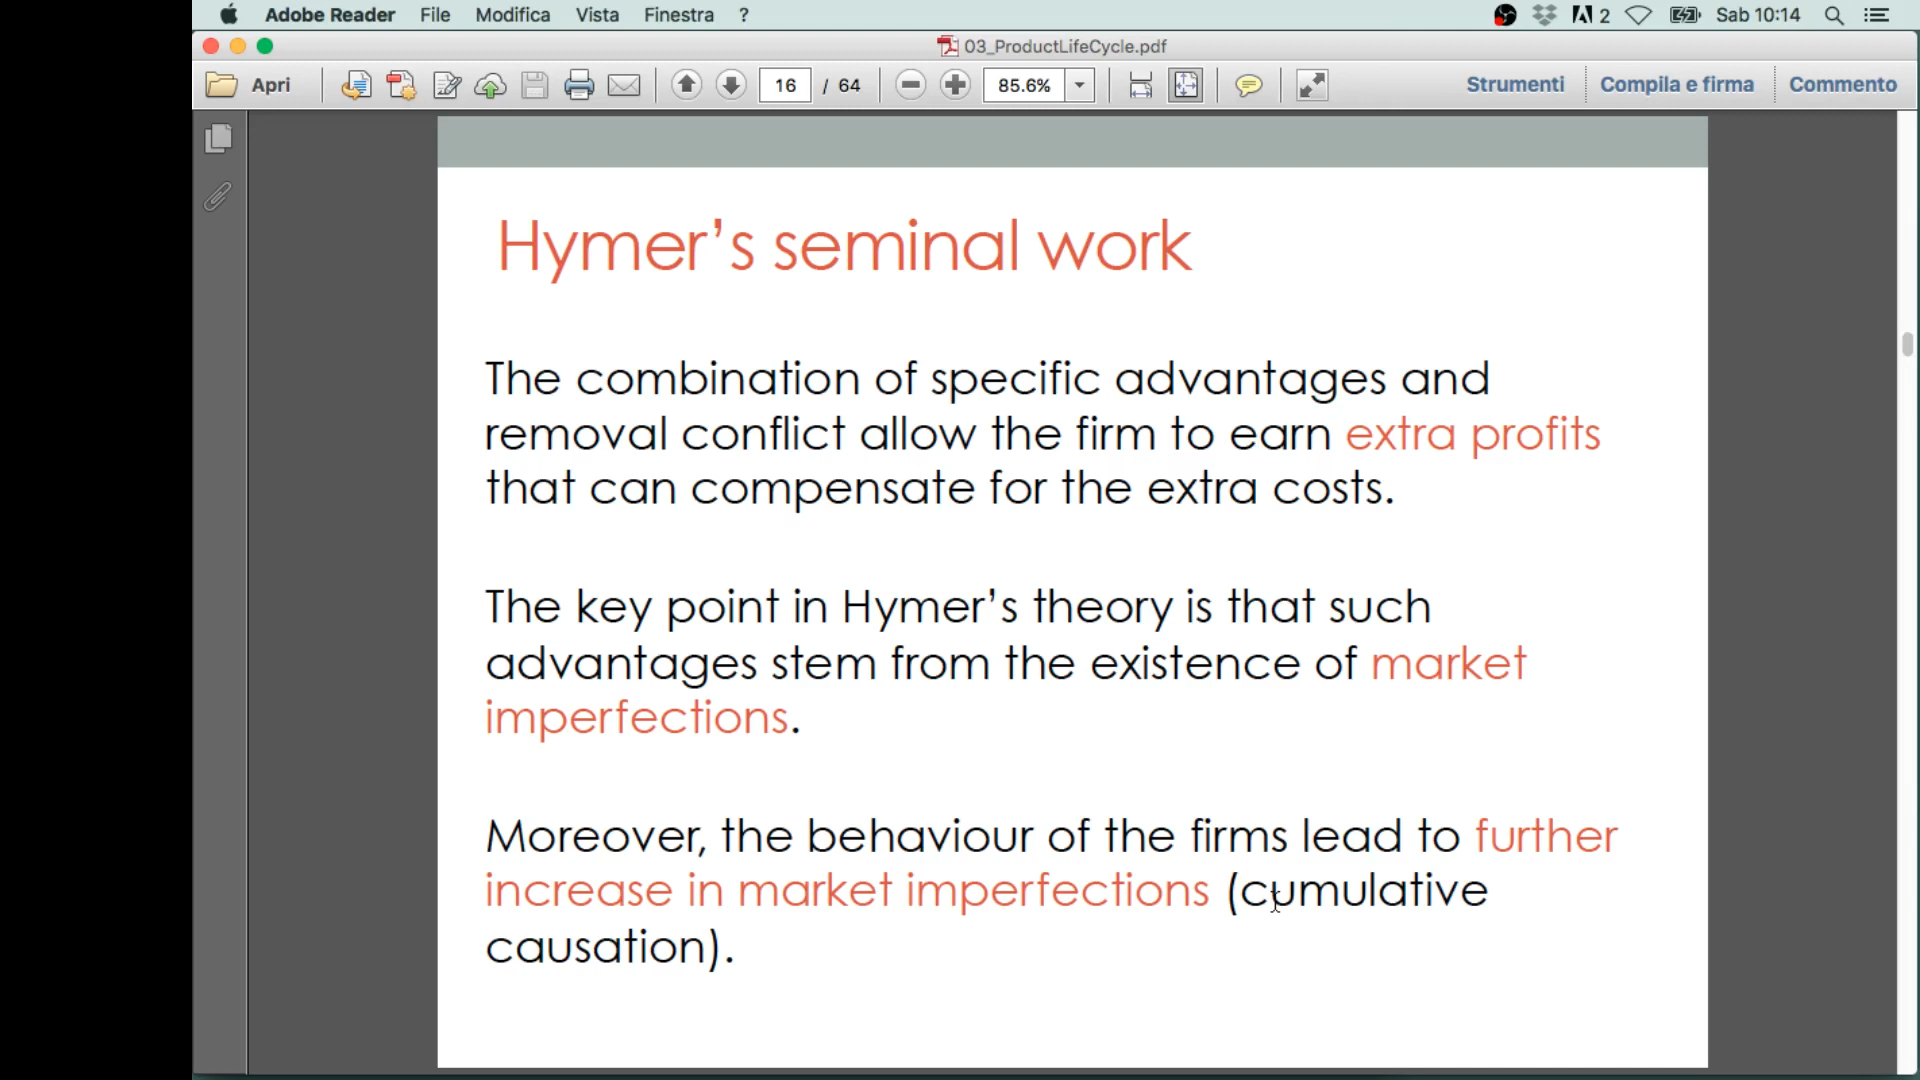 Adobe Reader File Modifica Vista Finestra ? 2 Sab 10:14
03_ProductLifeCycle.pdf
Apri 16 / 64 85.6% Strumenti Compila e firma Commento
Hymer’s seminal work
The combination of specific advantages and
removal conflict allow the firm to earn extra profits
that can compensate for the extra costs.
The key point in Hymer’s theory is that such
advantages stem from the existence of market
imperfections.
Moreover, the behaviour of the firms lead to further
increase in market imperfections (cumulative
causation).